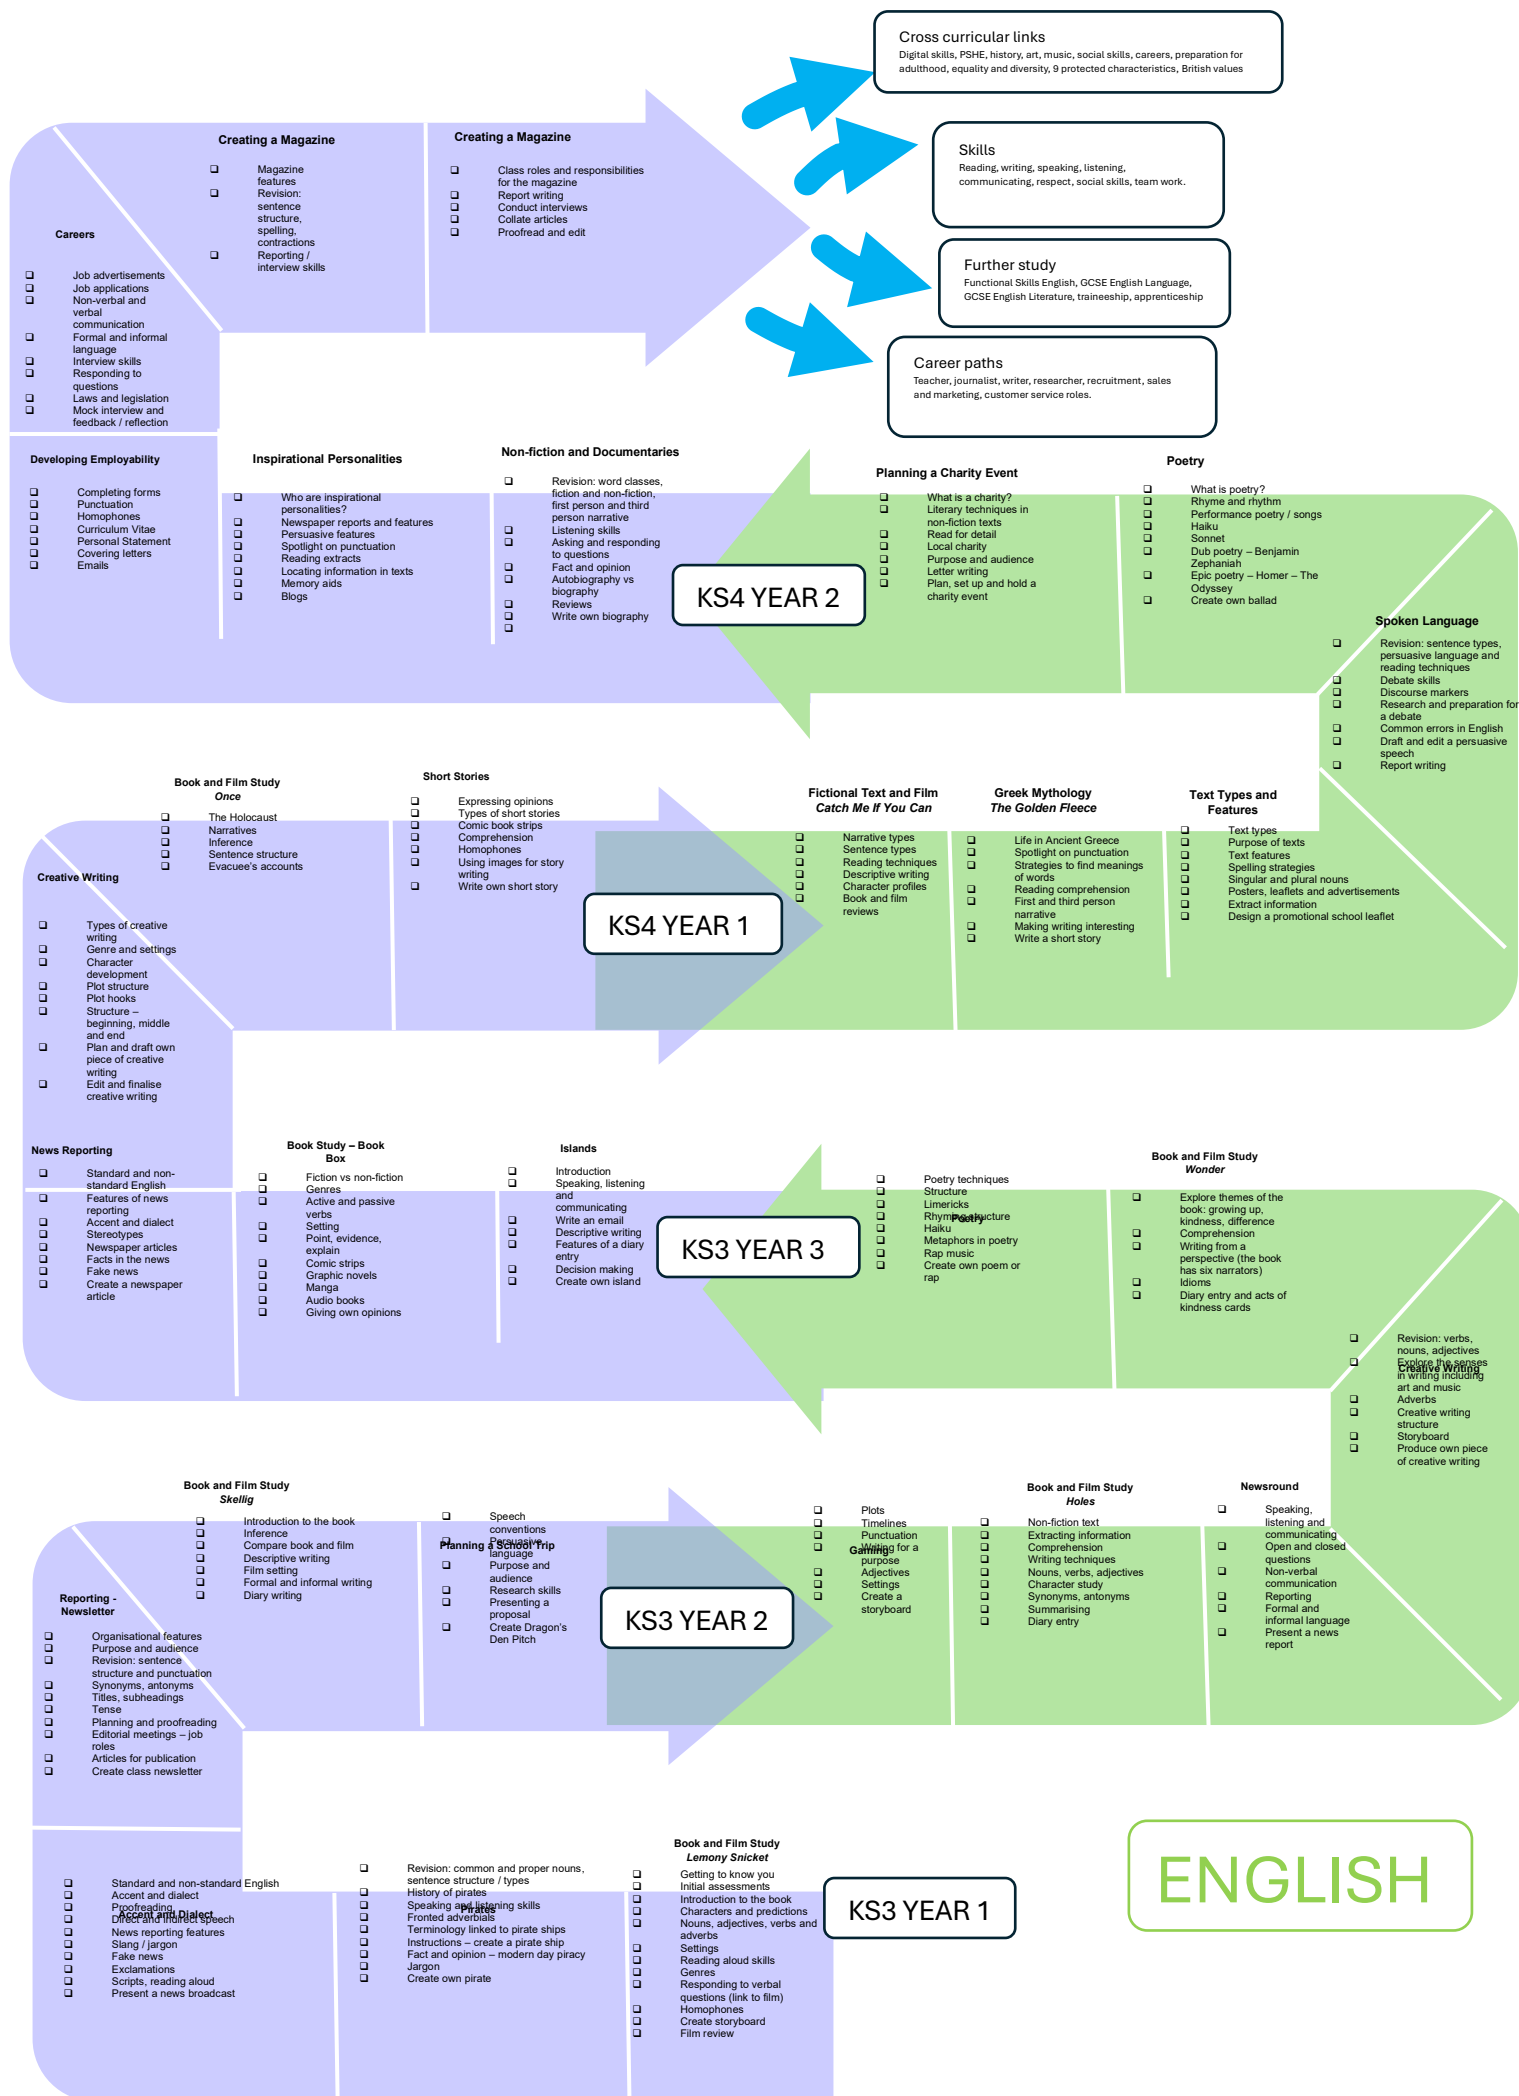 Cross curricular links
Digital skills, PSHE, history, art, music, social skills, careers, preparation for
adulthood, equality and diversity, 9 protected characteristics, British values
Skills
Reading, writing, speaking, listening,
communicating, respect, social skills, team work.
Further study
Functional Skills English, GCSE English Language,
GCSE English Literature, traineeship, apprenticeship
Career paths
Teacher, journalist, writer, researcher, recruitment, sales
and marketing, customer service roles.
Creating a Magazine
Magazine
features
Revision:
sentence
structure,
spelling,
contractions
Reporting /
interview skills
Creating a Magazine
Class roles and responsibilities
for the magazine
Report writing
Conduct interviews
Collate articles
Proofread and edit
Careers
Job advertisements
Job applications
Non-verbal and
verbal
communication
Formal and informal
language
Interview skills
Responding to
questions
Laws and legislation
Mock interview and
feedback / reflection
Developing Employability
Completing forms
Punctuation
Homophones
Curriculum Vitae
Personal Statement
Covering letters
Emails
Inspirational Personalities
Who are inspirational
personalities?
Newspaper reports and features
Persuasive features
Spotlight on punctuation
Reading extracts
Locating information in texts
Memory aids
Blogs
Non-fiction and Documentaries
Revision: word classes,
fiction and non-fiction,
first person and third
person narrative
Listening skills
Asking and responding
to questions
Fact and opinion
Autobiography vs
biography
Reviews
Write own biography
KS4 YEAR 2
Planning a Charity Event
What is a charity?
Literary techniques in
non-fiction texts
Read for detail
Local charity
Purpose and audience
Letter writing
Plan, set up and hold a
charity event
Poetry
What is poetry?
Rhyme and rhythm
Performance poetry / songs
Haiku
Sonnet
Dub poetry – Benjamin
Zephaniah
Epic poetry – Homer – The
Odyssey
Create own ballad
Spoken Language
Revision: sentence types,
persuasive language and
reading techniques
Debate skills
Discourse markers
Research and preparation for
a debate
Common errors in English
Draft and edit a persuasive
speech
Report writing
Book and Film Study
Once
The Holocaust
Narratives
Inference
Sentence structure
Evacuee's accounts
Short Stories
Expressing opinions
Types of short stories
Comic book strips
Comprehension
Homophones
Using images for story
writing
Write own short story
KS4 YEAR 1
Fictional Text and Film
Catch Me If You Can
Narrative types
Sentence types
Reading techniques
Descriptive writing
Character profiles
Book and film
reviews
Greek Mythology
The Golden Fleece
Life in Ancient Greece
Spotlight on punctuation
Strategies to find meanings
of words
Reading comprehension
First and third person
narrative
Making writing interesting
Write a short story
Text Types and
Features
Text types
Purpose of texts
Text features
Spelling strategies
Singular and plural nouns
Posters, leaflets and advertisements
Extract information
Design a promotional school leaflet
Creative Writing
Types of creative
writing
Genre and settings
Character
development
Plot structure
Plot hooks
Structure –
beginning, middle
and end
Plan and draft own
piece of creative
writing
Edit and finalise
creative writing
News Reporting
Standard and non-
standard English
Features of news
reporting
Accent and dialect
Stereotypes
Newspaper articles
Facts in the news
Fake news
Create a newspaper
article
Book Study – Book
Box
Fiction vs non-fiction
Genres
Active and passive
verbs
Setting
Point, evidence,
explain
Comic strips
Graphic novels
Manga
Audio books
Giving own opinions
Islands
Introduction
Speaking, listening
and
communicating
Write an email
Descriptive writing
Features of a diary
entry
Decision making
Create own island
KS3 YEAR 3
Poetry
Poetry techniques
Structure
Limericks
Rhyming structure
Haiku
Metaphors in poetry
Rap music
Create own poem or
rap
Book and Film Study
Wonder
Explore themes of the
book: growing up,
kindness, difference
Comprehension
Writing from a
perspective (the book
has six narrators)
Idioms
Diary entry and acts of
kindness cards
Creative Writing
Revision: verbs,
nouns, adjectives
Explore the senses
in writing including
art and music
Adverbs
Creative writing
structure
Storyboard
Produce own piece
of creative writing
Book and Film Study
Skellig
Introduction to the book
Inference
Compare book and film
Descriptive writing
Film setting
Formal and informal writing
Diary writing
Planning a School Trip
Speech
conventions
Persuasive
language
Purpose and
audience
Research skills
Presenting a
proposal
Create Dragon's
Den Pitch
KS3 YEAR 2
Gaming
Plots
Timelines
Punctuation
Writing for a
purpose
Adjectives
Settings
Create a
storyboard
Book and Film Study
Holes
Non-fiction text
Extracting information
Comprehension
Writing techniques
Nouns, verbs, adjectives
Character study
Synonyms, antonyms
Summarising
Diary entry
Newsround
Speaking,
listening and
communicating
Open and closed
questions
Non-verbal
communication
Reporting
Formal and
informal language
Present a news
report
Reporting -
Newsletter
Organisational features
Purpose and audience
Revision: sentence
structure and punctuation
Synonyms, antonyms
Titles, subheadings
Tense
Planning and proofreading
Editorial meetings – job
roles
Articles for publication
Create class newsletter
Accent and Dialect
Standard and non-standard English
Accent and dialect
Proofreading
Direct and indirect speech
News reporting features
Slang / jargon
Fake news
Exclamations
Scripts, reading aloud
Present a news broadcast
Pirates
Revision: common and proper nouns,
sentence structure / types
History of pirates
Speaking and listening skills
Fronted adverbials
Terminology linked to pirate ships
Instructions – create a pirate ship
Fact and opinion – modern day piracy
Jargon
Create own pirate
Book and Film Study
Lemony Snicket
Getting to know you
Initial assessments
Introduction to the book
Characters and predictions
Nouns, adjectives, verbs and
adverbs
Settings
Reading aloud skills
Genres
Responding to verbal
questions (link to film)
Homophones
Create storyboard
Film review
KS3 YEAR 1
ENGLISH